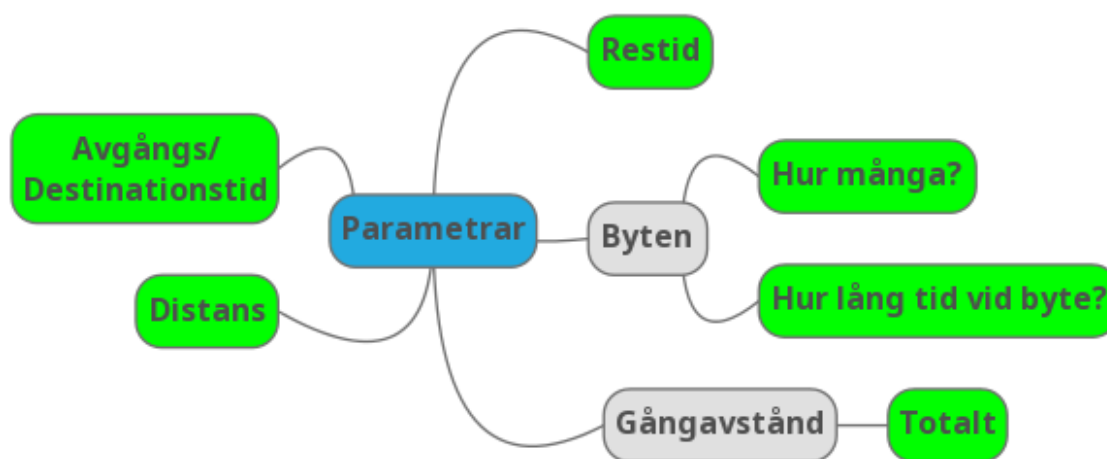 Restid
Avgångs/
Destinationstid
Hur många?
Parametrar
Byten
Hur lång tid vid byte?
Distans
Gångavstånd
Totalt